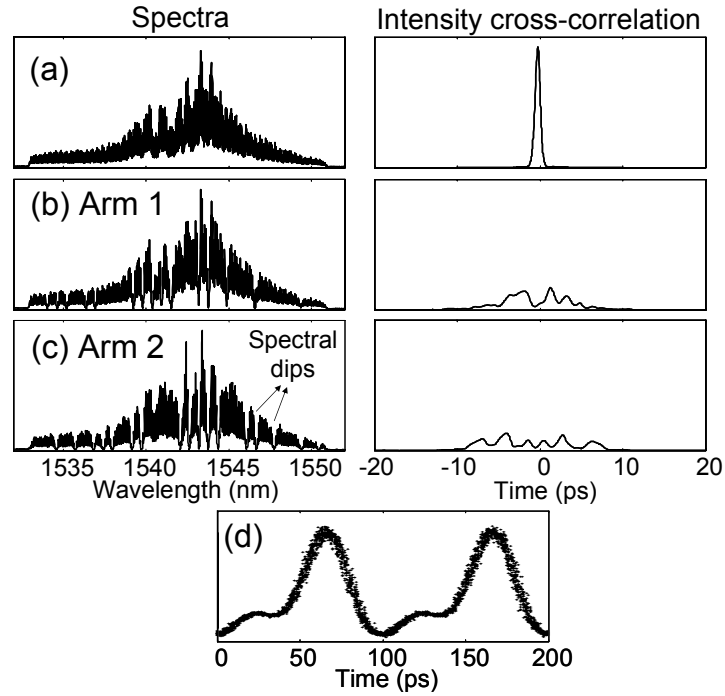 Spectra
Intensity cross-correlation
(a)
(b) Arm 1
(c) Arm 2
Spectral
dips
1535 1540 1545 1550
Wavelength (nm)
-20 -10 0 10 20
Time (ps)
(d)
0 50 100 150 200
Time (ps)